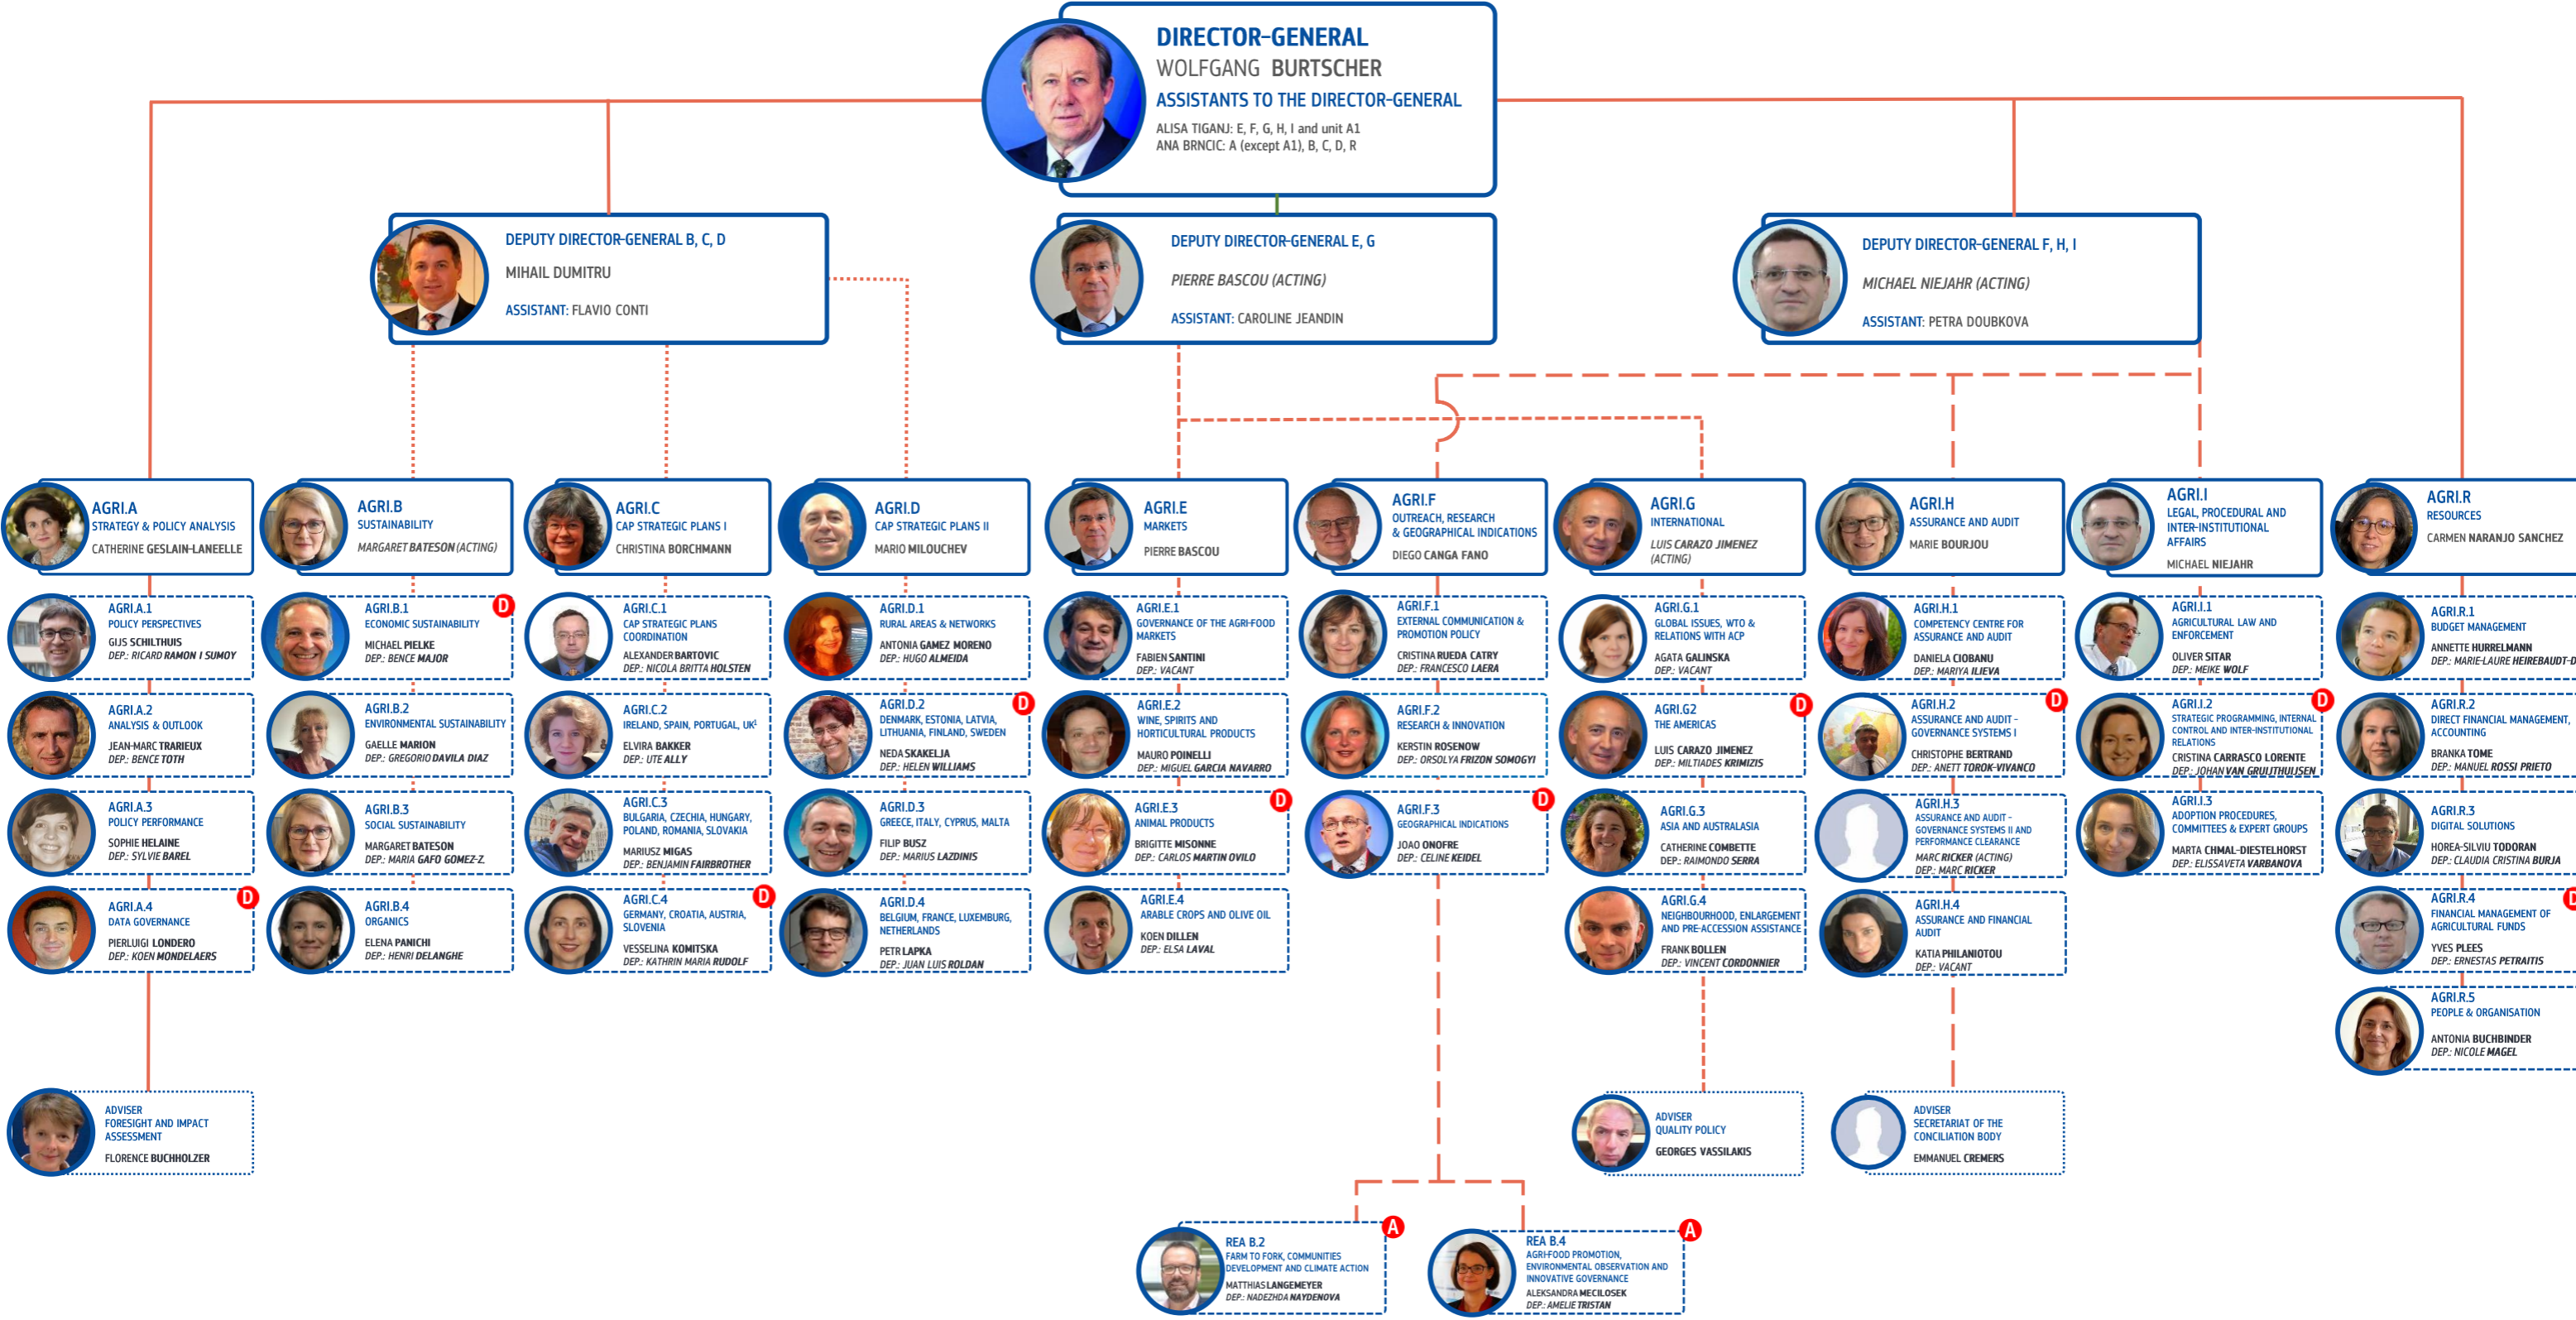 DIRECTOR-GENERAL
WOLFGANG BURTSCHER
ASSISTANTS TO THE DIRECTOR-GENERAL
ALISA TIGANJ: E, F, G, H, I and unit A1
ANA BRNCIC: A (except A1), B, C, D, R
DEPUTY DIRECTOR-GENERAL B, C, D
MIHAIL DUMITRU
ASSISTANT: FLAVIO CONTI
DEPUTY DIRECTOR-GENERAL E, G
PIERRE BASCOU (ACTING)
ASSISTANT: CAROLINE JEANDIN
DEPUTY DIRECTOR-GENERAL F, H, I
MICHAEL NIEJAHR (ACTING)
ASSISTANT: PETRA DOUBKOVA
AGRI.A
STRATEGY & POLICY ANALYSIS
CATHERINE GESLAIN-LANEELLE
AGRI.A.1
POLICY PERSPECTIVES
GIJS SCHILTHUIS
DEP.: RICARD RAMON I SUMOY
AGRI.A.2
ANALYSIS & OUTLOOK
JEAN-MARC TRARIEUX
DEP.: BENCE TOTH
AGRI.A.3
POLICY PERFORMANCE
SOPHIE HELAINE
DEP.: SYLVIE BAREL
D
AGRI.A.4
DATA GOVERNANCE
PIERLUIGI LONDERO
DEP.: KOEN MONDELAERS
ADVISER
FORESIGHT AND IMPACT
ASSESSMENT
FLORENCE BUCHHOLZER
AGRI.B
SUSTAINABILITY
MARGARET BATESON (ACTING)
D
AGRI.B.1
ECONOMIC SUSTAINABILITY
MICHAEL PIELKE
DEP.: BENCE MAJOR
AGRI.B.2
ENVIRONMENTAL SUSTAINABILITY
GAELLE MARION
DEP.: GREGORIO DAVILA DIAZ
AGRI.B.3
SOCIAL SUSTAINABILITY
MARGARET BATESON
DEP.: MARIA GAFO GOMEZ-Z.
AGRI.B.4
ORGANICS
ELENA PANICHI
DEP.: HENRI DELANGHE
AGRI.C
CAP STRATEGIC PLANS I
CHRISTINA BORCHMANN
AGRI.C.1
CAP STRATEGIC PLANS
COORDINATION
ALEXANDER BARTOVIC
DEP.: NICOLA BRITTA HOLSTEN
AGRI.C.2
IRELAND, SPAIN, PORTUGAL, UK¹
ELVIRA BAKKER
DEP.: UTE ALLY
AGRI.C.3
BULGARIA, CZECHIA, HUNGARY,
POLAND, ROMANIA, SLOVAKIA
MARIUSZ MIGAS
DEP.: BENJAMIN FAIRBROTHER
D
AGRI.C.4
GERMANY, CROATIA, AUSTRIA,
SLOVENIA
VESSELINA KOMITSKA
DEP.: KATHRIN MARIA RUDOLF
AGRI.D
CAP STRATEGIC PLANS II
MARIO MILOUCHEV
AGRI.D.1
RURAL AREAS & NETWORKS
ANTONIA GAMEZ MORENO
DEP.: HUGO ALMEIDA
D
AGRI.D.2
DENMARK, ESTONIA, LATVIA,
LITHUANIA, FINLAND, SWEDEN
NEDA SKAKELJA
DEP.: HELEN WILLIAMS
AGRI.D.3
GREECE, ITALY, CYPRUS, MALTA
FILIP BUSZ
DEP.: MARIUS LAZDINIS
AGRI.D.4
BELGIUM, FRANCE, LUXEMBURG,
NETHERLANDS
PETR LAPKA
DEP.: JUAN LUIS ROLDAN
AGRI.E
MARKETS
PIERRE BASCOU
AGRI.E.1
GOVERNANCE OF THE AGRI-FOOD
MARKETS
FABIEN SANTINI
DEP.: VACANT
AGRI.E.2
WINE, SPIRITS AND
HORTICULTURAL PRODUCTS
MAURO POINELLI
DEP.: MIGUEL GARCIA NAVARRO
D
AGRI.E.3
ANIMAL PRODUCTS
BRIGITTE MISONNE
DEP.: CARLOS MARTIN OVILO
AGRI.E.4
ARABLE CROPS AND OLIVE OIL
KOEN DILLEN
DEP.: ELSA LAVAL
AGRI.F
OUTREACH, RESEARCH
& GEOGRAPHICAL INDICATIONS
DIEGO CANGA FANO
AGRI.F.1
EXTERNAL COMMUNICATION &
PROMOTION POLICY
CRISTINA RUEDA CATRY
DEP.: FRANCESCO LAERA
AGRI.F.2
RESEARCH & INNOVATION
KERSTIN ROSENOW
DEP.: ORSOLYA FRIZON SOMOGYI
D
AGRI.F.3
GEOGRAPHICAL INDICATIONS
JOAO ONOFRE
DEP.: CELINE KEIDEL
A
REA B.2
FARM TO FORK, COMMUNITIES
DEVELOPMENT AND CLIMATE ACTION
MATTHIAS LANGEMEYER
DEP.: NADEZHDA NAYDENOVA
A
REA B.4
AGRI-FOOD PROMOTION,
ENVIRONMENTAL OBSERVATION AND
INNOVATIVE GOVERNANCE
ALEKSANDRA MECILOSEK
DEP.: AMELIE TRISTAN
AGRI.G
INTERNATIONAL
LUIS CARAZO JIMENEZ
(ACTING)
AGRI.G.1
GLOBAL ISSUES, WTO &
RELATIONS WITH ACP
AGATA GALINSKA
DEP.: VACANT
D
AGRI.G2
THE AMERICAS
LUIS CARAZO JIMENEZ
DEP.: MILTIADES KRIMIZIS
AGRI.G.3
ASIA AND AUSTRALASIA
CATHERINE COMBETTE
DEP.: RAIMONDO SERRA
AGRI.G.4
NEIGHBOURHOOD, ENLARGEMENT
AND PRE-ACCESSION ASSISTANCE
FRANK BOLLEN
DEP.: VINCENT CORDONNIER
ADVISER
QUALITY POLICY
GEORGES VASSILAKIS
AGRI.H
ASSURANCE AND AUDIT
MARIE BOURJOU
AGRI.H.1
COMPETENCY CENTRE FOR
ASSURANCE AND AUDIT
DANIELA CIOBANU
DEP.: MARIYA ILIEVA
D
AGRI.H.2
ASSURANCE AND AUDIT -
GOVERNANCE SYSTEMS I
CHRISTOPHE BERTRAND
DEP.: ANETT TOROK-VIVANCO
AGRI.H.3
ASSURANCE AND AUDIT -
GOVERNANCE SYSTEMS II AND
PERFORMANCE CLEARANCE
MARC RICKER (ACTING)
DEP.: MARC RICKER
AGRI.H.4
ASSURANCE AND FINANCIAL
AUDIT
KATIA PHILANIOTOU
DEP.: VACANT
ADVISER
SECRETARIAT OF THE
CONCILIATION BODY
EMMANUEL CREMERS
AGRI.I
LEGAL, PROCEDURAL AND
INTER-INSTITUTIONAL
AFFAIRS
MICHAEL NIEJAHR
AGRI.I.1
AGRICULTURAL LAW AND
ENFORCEMENT
OLIVER SITAR
DEP.: MEIKE WOLF
D
AGRI.I.2
STRATEGIC PROGRAMMING, INTERNAL
CONTROL AND INTER-INSTITUTIONAL
RELATIONS
CRISTINA CARRASCO LORENTE
DEP.: JOHAN VAN GRUIJTHUIJSEN
AGRI.I.3
ADOPTION PROCEDURES,
COMMITTEES & EXPERT GROUPS
MARTA CHMAL-DIESTELHORST
DEP.: ELISSAVETA VARBANOVA
AGRI.R
RESOURCES
CARMEN NARANJO SANCHEZ
AGRI.R.1
BUDGET MANAGEMENT
ANNETTE HURRELMANN
DEP.: MARIE-LAURE HEIREBAUDT-D
AGRI.R.2
DIRECT FINANCIAL MANAGEMENT,
ACCOUNTING
BRANKA TOME
DEP.: MANUEL ROSSI PRIETO
AGRI.R.3
DIGITAL SOLUTIONS
HOREA-SILVIU TODORAN
DEP.: CLAUDIA CRISTINA BURJA
D
AGRI.R.4
FINANCIAL MANAGEMENT OF
AGRICULTURAL FUNDS
YVES PLEES
DEP.: ERNESTAS PETRAITIS
AGRI.R.5
PEOPLE & ORGANISATION
ANTONIA BUCHBINDER
DEP.: NICOLE MAGEL